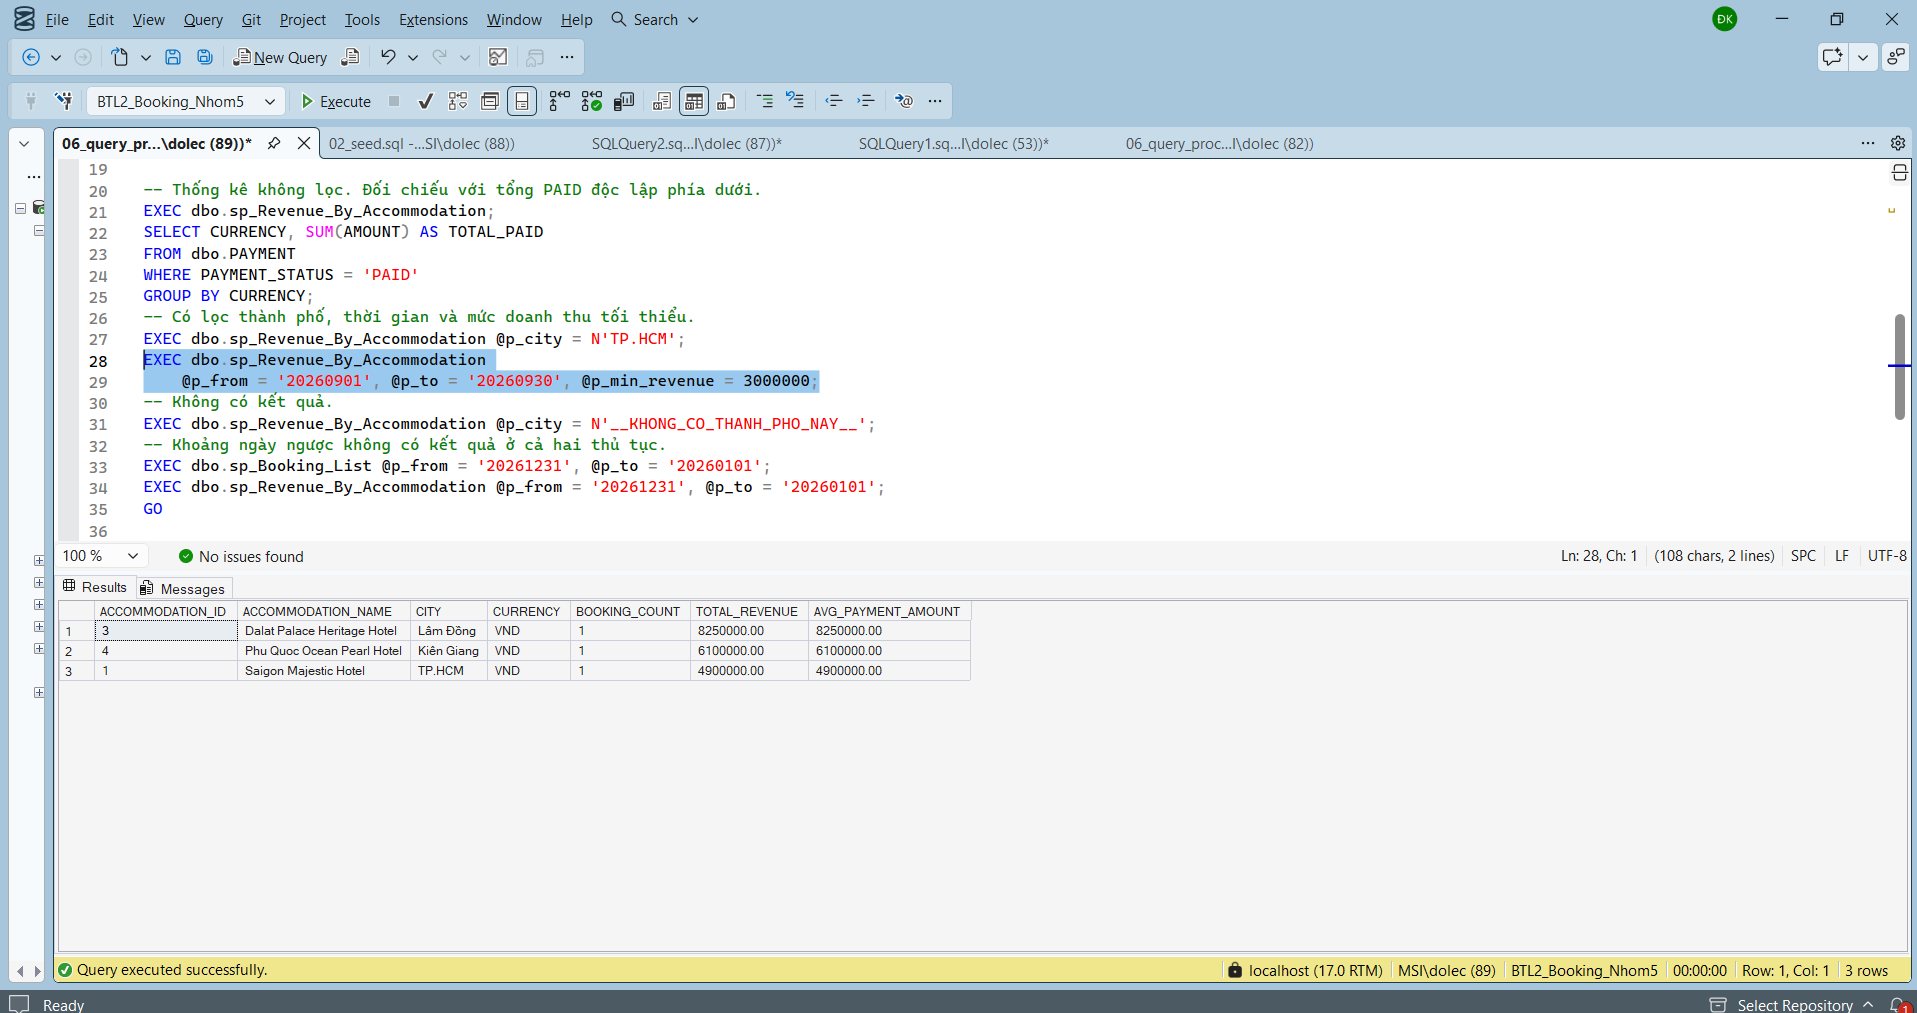 File Edit View Query Git Project Tools Extensions Window Help Search ĐK
New Query
BTL2_Booking_Nhom5 Execute
06_query_pr...\dolec (89))* 02_seed.sql -...SI\dolec (88)) SQLQuery2.sq...I\dolec (87))* SQLQuery1.sq...I\dolec (53))* 06_query_proc...I\dolec (82))
19
20 -- Thống kê không lọc. Đối chiếu với tổng PAID độc lập phía dưới.
21 EXEC dbo.sp_Revenue_By_Accommodation;
22 SELECT CURRENCY, SUM(AMOUNT) AS TOTAL_PAID
23 FROM dbo.PAYMENT
24 WHERE PAYMENT_STATUS = 'PAID'
25 GROUP BY CURRENCY;
26 -- Có lọc thành phố, thời gian và mức doanh thu tối thiểu.
27 EXEC dbo.sp_Revenue_By_Accommodation @p_city = N'TP.HCM';
28 EXEC dbo.sp_Revenue_By_Accommodation
29 @p_from = '20260901', @p_to = '20260930', @p_min_revenue = 3000000;
30 -- Không có kết quả.
31 EXEC dbo.sp_Revenue_By_Accommodation @p_city = N'__KHONG_CO_THANH_PHO_NAY__';
32 -- Khoảng ngày ngược không có kết quả ở cả hai thủ tục.
33 EXEC dbo.sp_Booking_List @p_from = '20261231', @p_to = '20260101';
34 EXEC dbo.sp_Revenue_By_Accommodation @p_from = '20261231', @p_to = '20260101';
35 GO
36
100 % No issues found Ln: 28, Ch: 1 (108 chars, 2 lines) SPC LF UTF-8
Results Messages
ACCOMMODATION_ID ACCOMMODATION_NAME CITY CURRENCY BOOKING_COUNT TOTAL_REVENUE AVG_PAYMENT_AMOUNT
1 3 Dalat Palace Heritage Hotel Lâm Đồng VND 1 8250000.00 8250000.00
2 4 Phu Quoc Ocean Pearl Hotel Kiên Giang VND 1 6100000.00 6100000.00
3 1 Saigon Majestic Hotel TP.HCM VND 1 4900000.00 4900000.00
Query executed successfully. localhost (17.0 RTM) MSI\dolec (89) BTL2_Booking_Nhom5 00:00:00 Row: 1, Col: 1 3 rows
Ready Select Repository 1